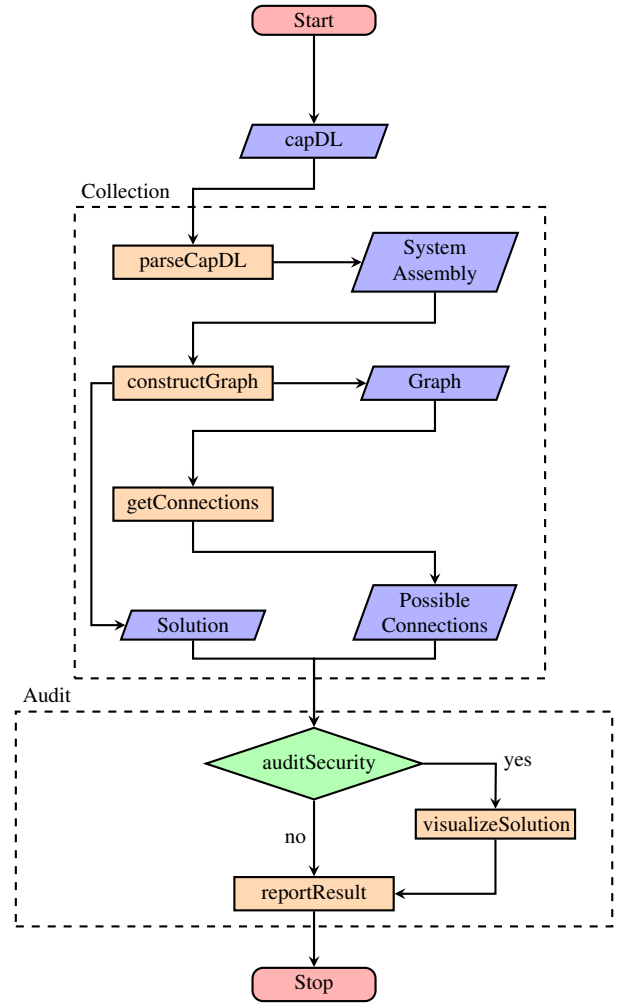 Start
capDL
Collection
parseCapDL
System
Assembly
constructGraph
Graph
getConnections
Solution
Possible
Connections
Audit
auditSecurity
yes
visualizeSolution
no
reportResult
Stop